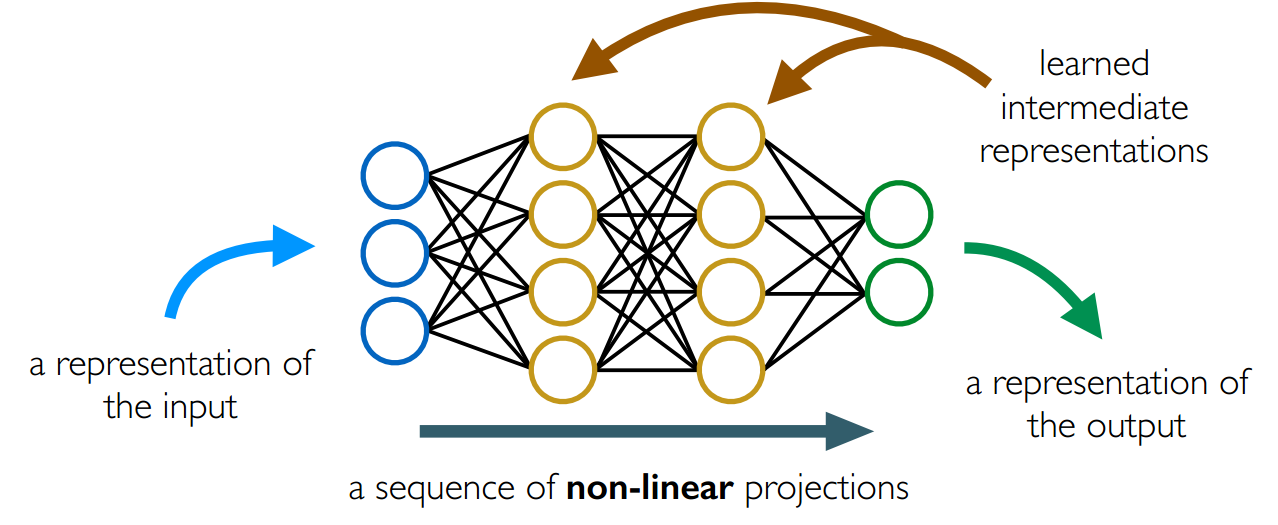 learned
intermediate
representations
a representation of
the input
a representation of
the output
a sequence of non-linear projections